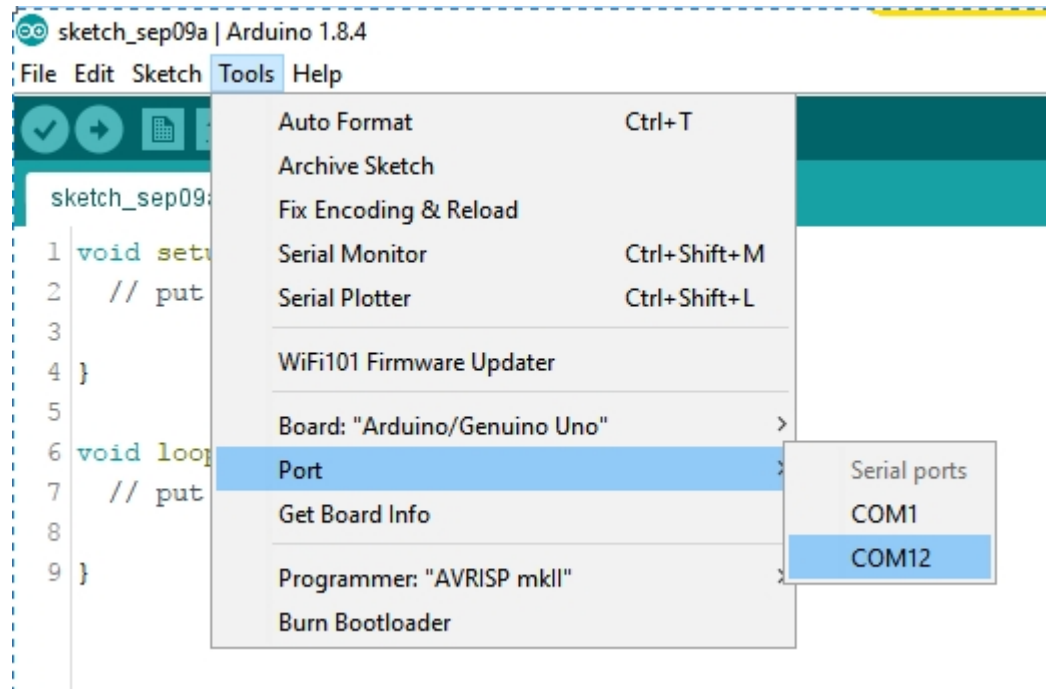 sketch_sep09a | Arduino 1.8.4
File Edit Sketch Tools Help
Auto Format Ctrl+T
Archive Sketch
sketch_sep09a
Fix Encoding & Reload
1 void setu Serial Monitor Ctrl+Shift+M
2 // put Serial Plotter Ctrl+Shift+L
3
4 } WiFi101 Firmware Updater
5
Board: "Arduino/Genuino Uno"
6 void loop Port Serial ports
7 // put Get Board Info COM1
8
COM12
9 } Programmer: "AVRISP mkII"
Burn Bootloader